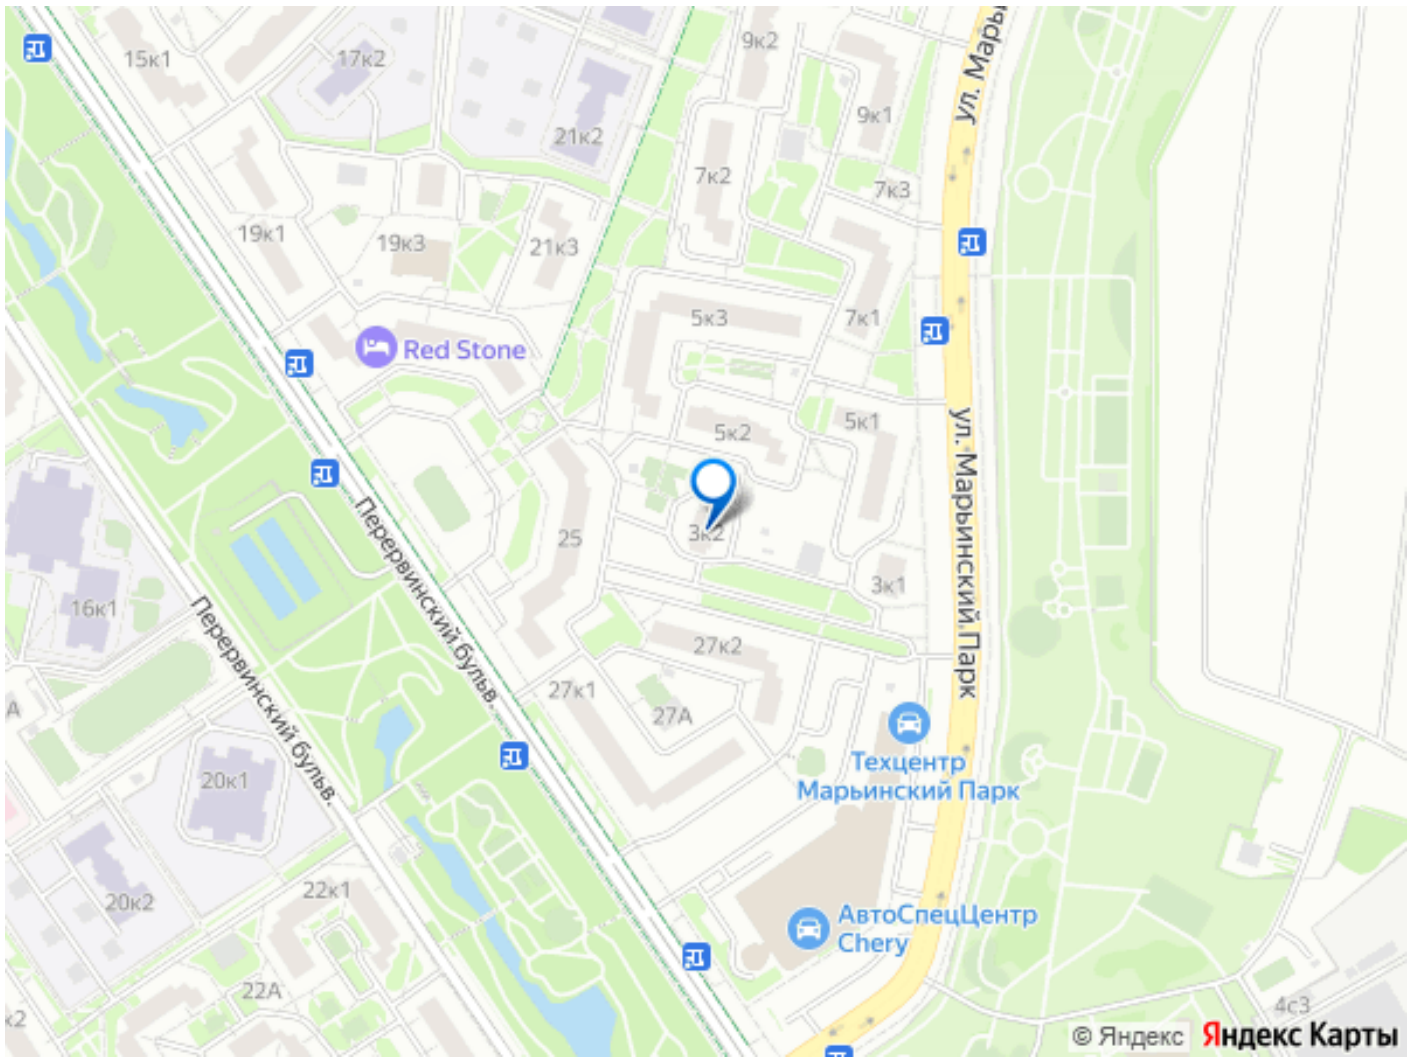 15к1
17к2
9к2
ул. Марь
21к2
9к1
7к2
7к3
19к1
19к3
21к3
5к3
7к1
Red Stone
5к2
5к1
ул. Марьинский Парк
Перервинский бульв.
25
3к2
3к1
16к1
Перервинский бульв.
27к2
27к1
27А
А
Техцентр
Марьинский Парк
20к1
20к2
22к1
АвтоСпецЦентр
Chery
22А
к2
4с3
© Яндекс
Яндекс Карты